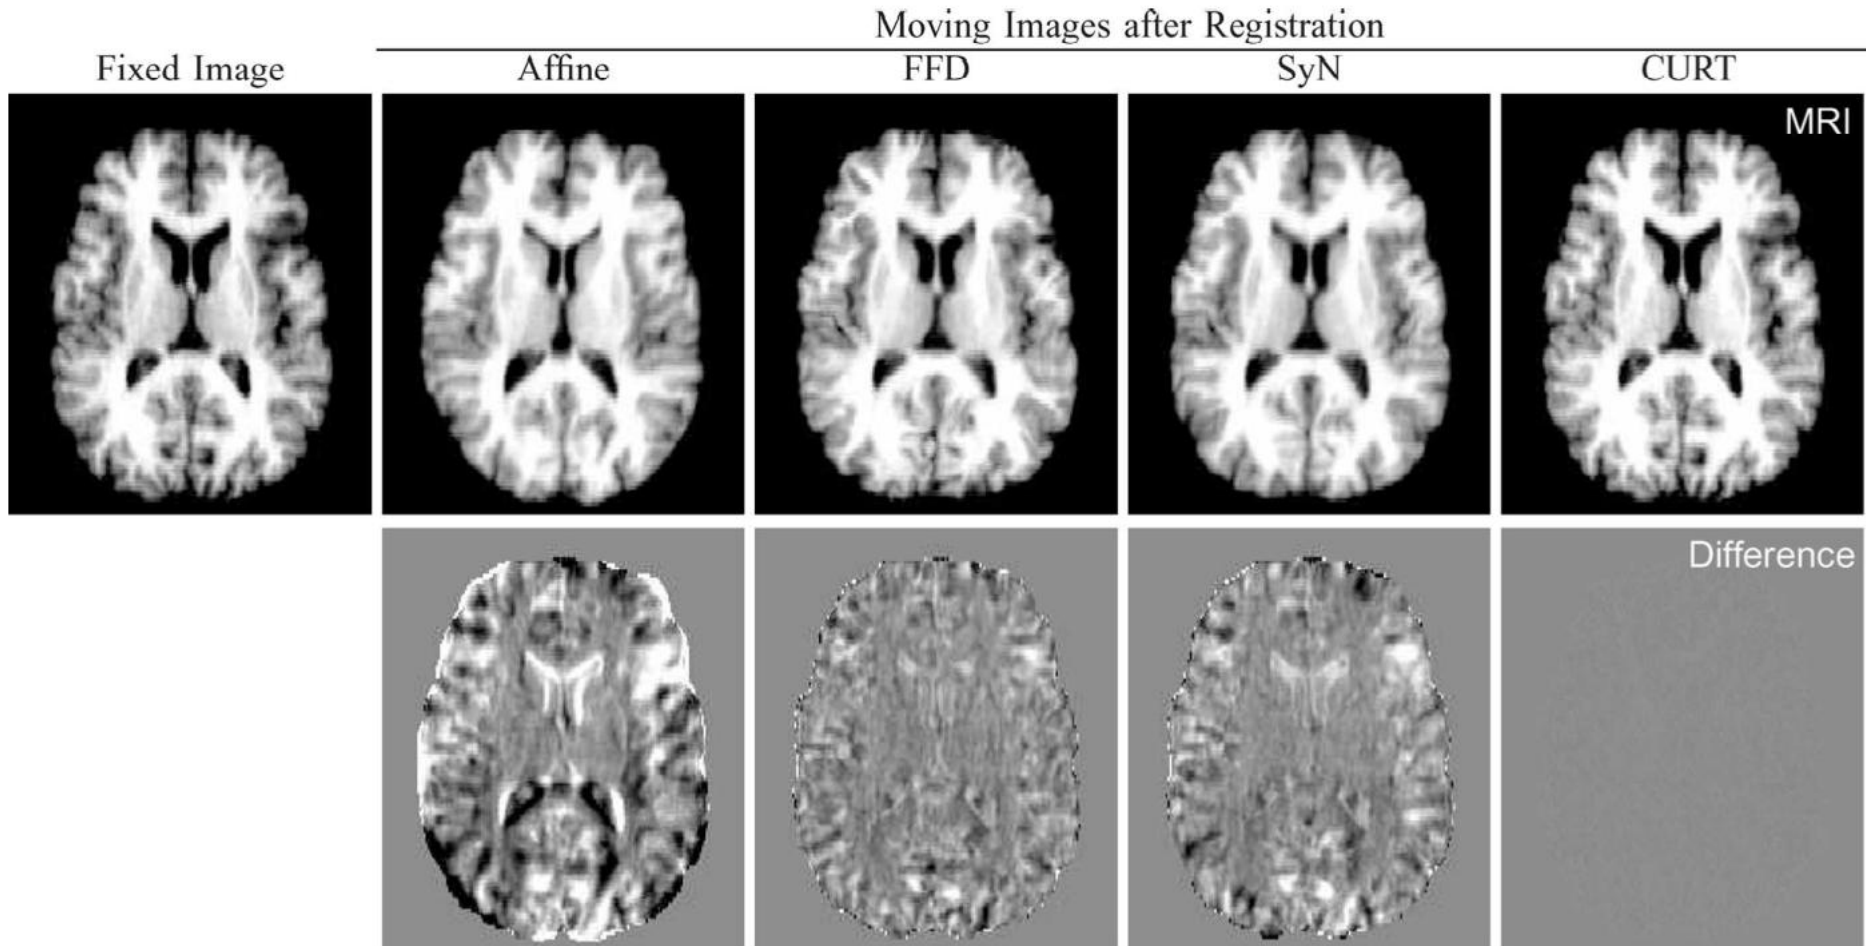 Moving Images after Registration
Fixed Image Affine FFD SyN CURT
MRI
Difference